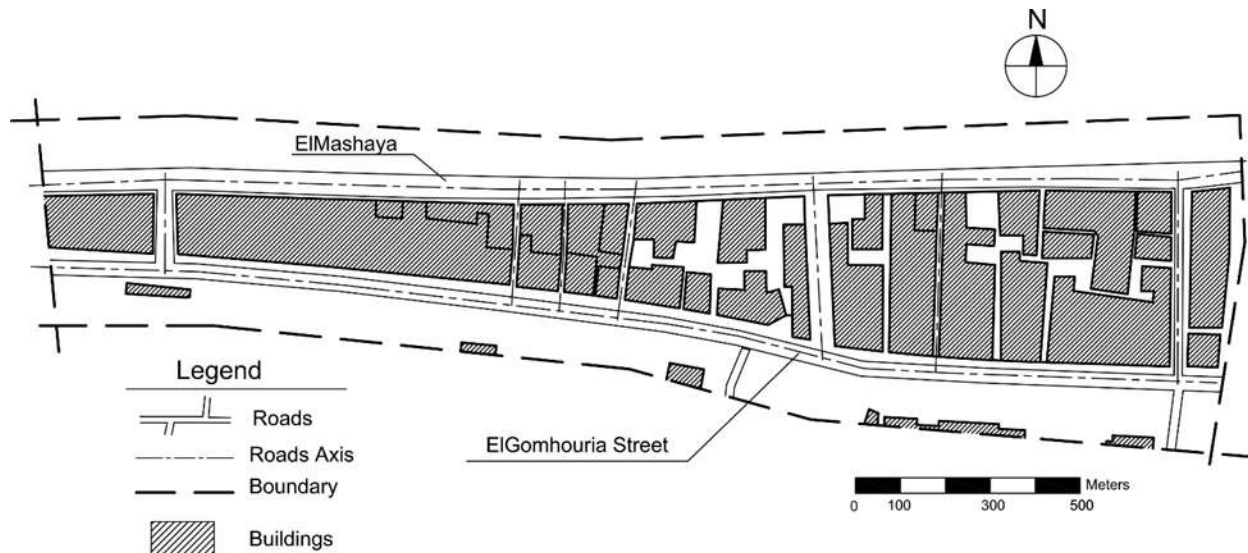 N
ElMashaya
Legend
Roads
Roads Axis
Boundary
Buildings
ElGomhouria Street
Meters
0 100 300 500